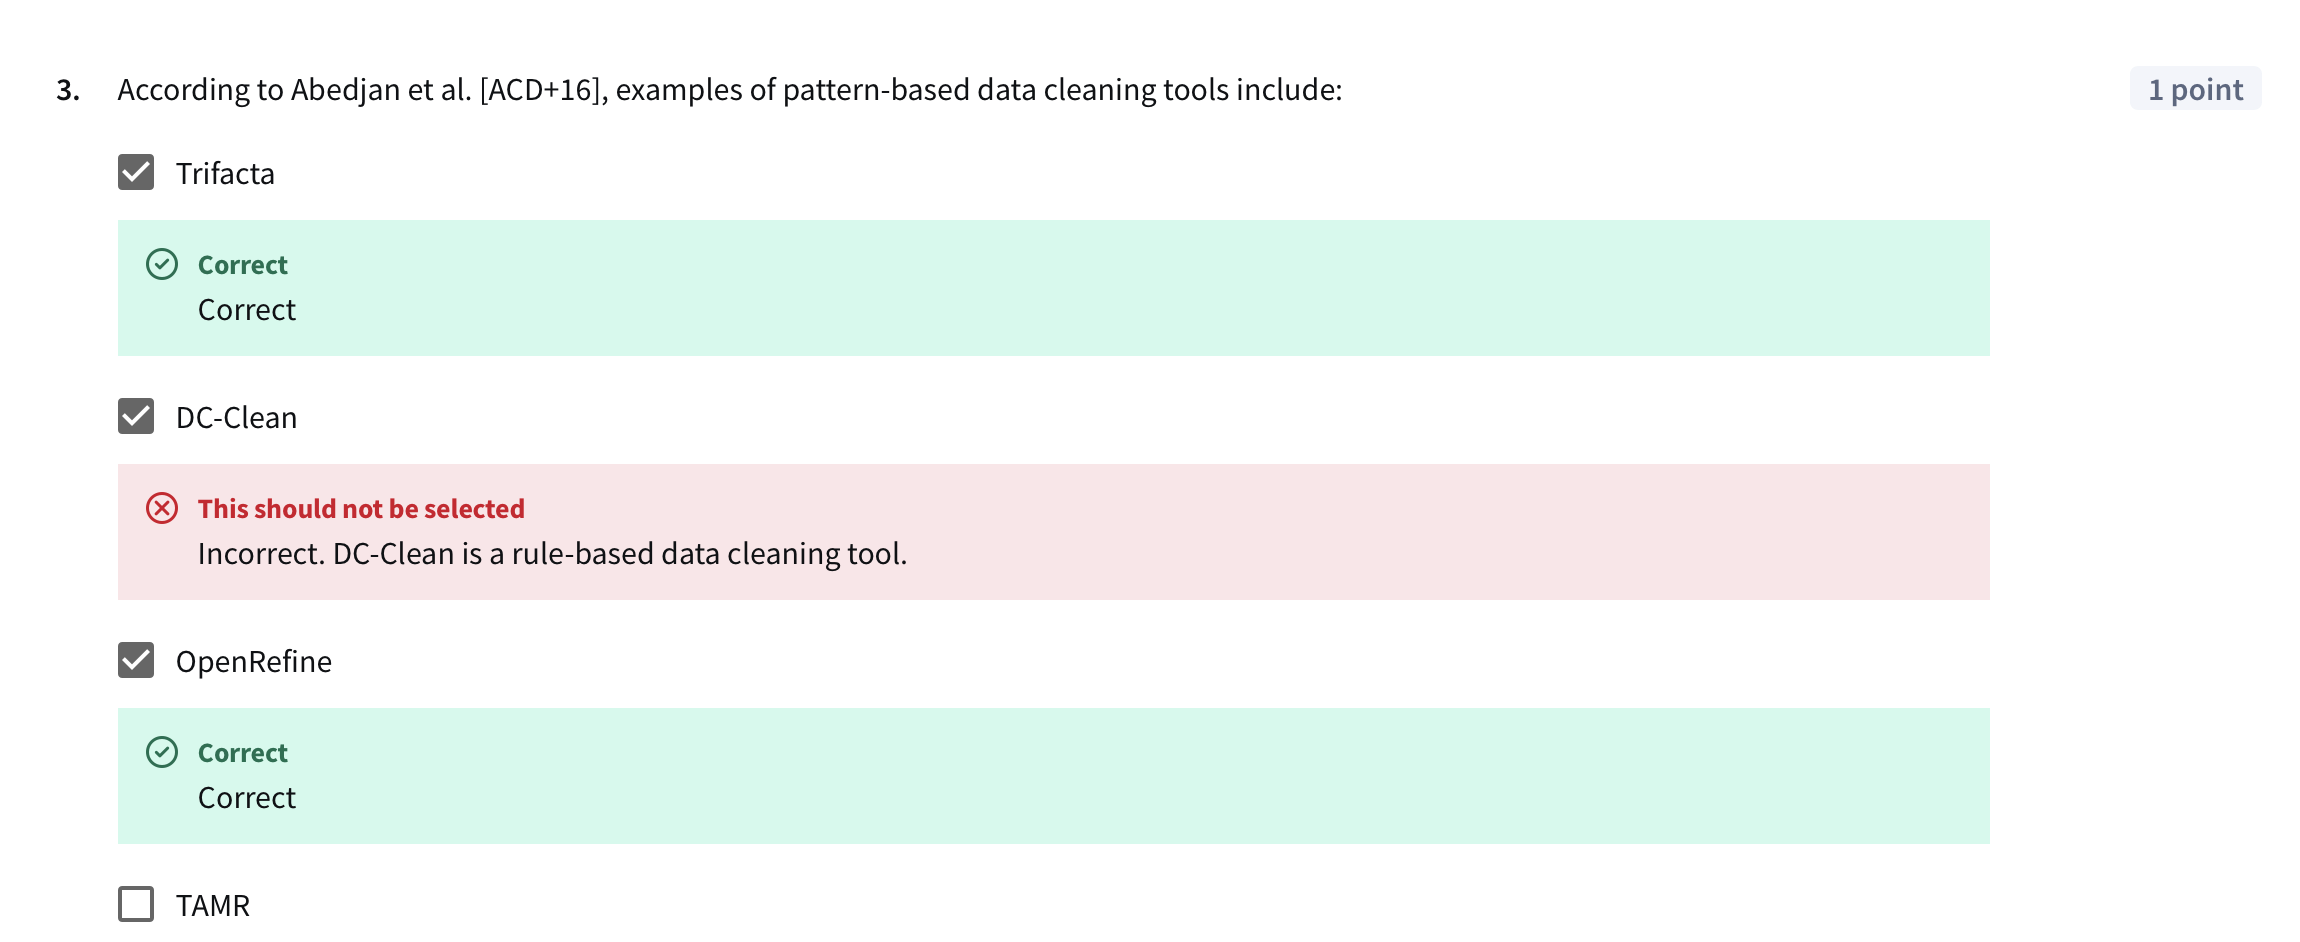 3. According to Abedjan et al. [ACD+16], examples of pattern-based data cleaning tools include: 1 point
Trifacta
Correct
Correct
DC-Clean
This should not be selected
Incorrect. DC-Clean is a rule-based data cleaning tool.
OpenRefine
Correct
Correct
TAMR